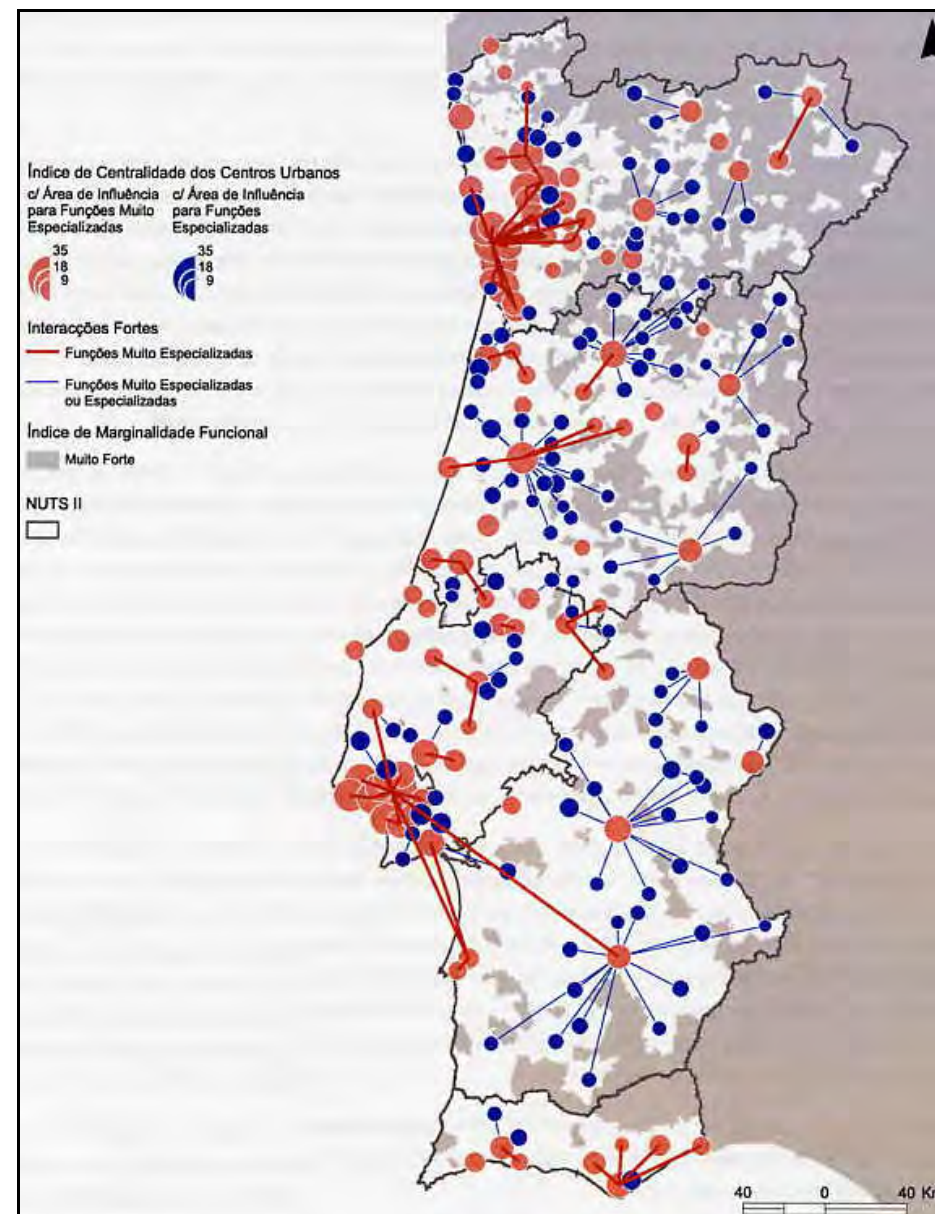 Índice de Centralidade dos Centros Urbanos
c/ Área de Influência
para Funções Muito
Especializadas
c/ Área de Influência
para Funções
Especializadas
35
18
9
35
18
9
Interacções Fortes
Funções Muito Especializadas
Funções Muito Especializadas
ou Especializadas
Índice de Marginalidade Funcional
Muito Forte
NUTS II
40 0 40 K